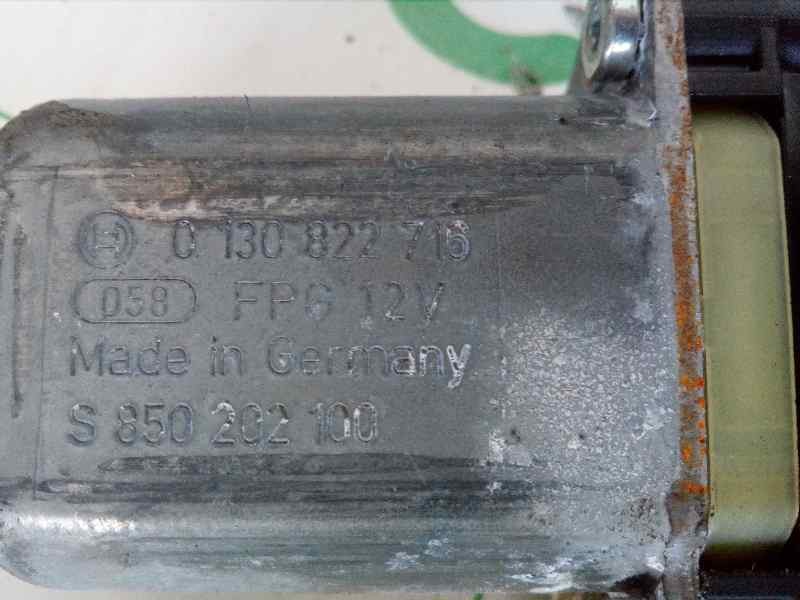 0 130 822 716
058 FPG 12V
Made in Germany
S 850 202 100